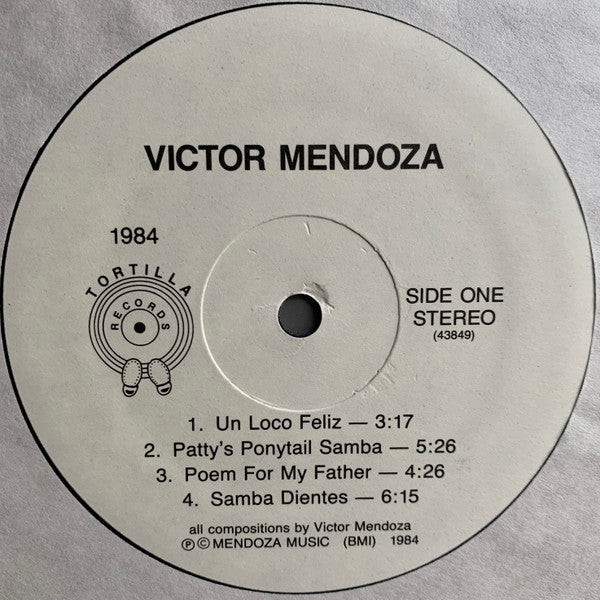 VICTOR MENDOZA
1984
TORTILLA
RECORDS
SIDE ONE
STEREO
(43849)
1. Un Loco Feliz — 3:17
2. Patty's Ponytail Samba — 5:26
3. Poem For My Father — 4:26
4. Samba Dientes — 6:15
all compositions by Victor Mendoza
Ⓟ © MENDOZA MUSIC (BMI) 1984